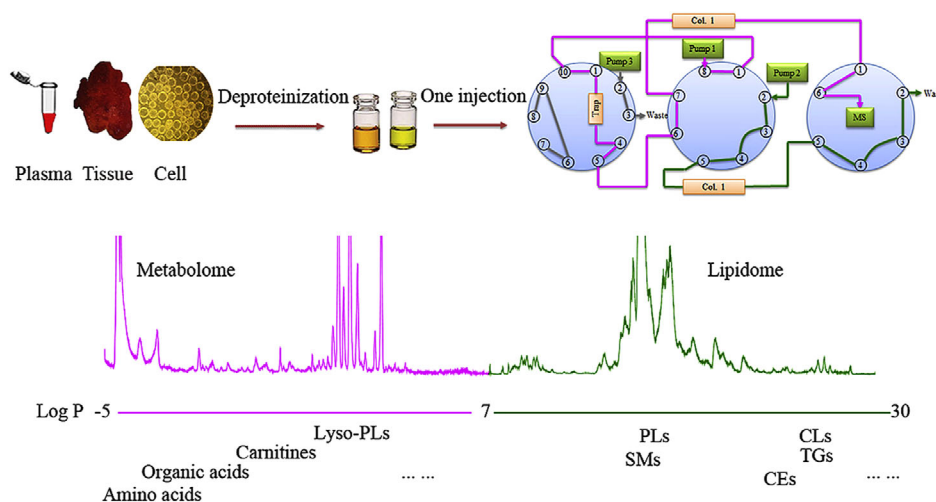 Plasma Tissue Cell
Deproteinization
One injection
Col. 1
Pump 3
Pump 1
Pump 2
10 1 2 3 4 5 6 7 8 9
Trap
Waste
8 1 2 3 4 5 6 7
1 2 3 4 5 6
MS
Wa
Col. 1
Metabolome
Lipidome
Log P -5 7 30
Lyso-PLs PLs CLs
Carnitines SMs TGs
Organic acids ... ... CEs ... ...
Amino acids